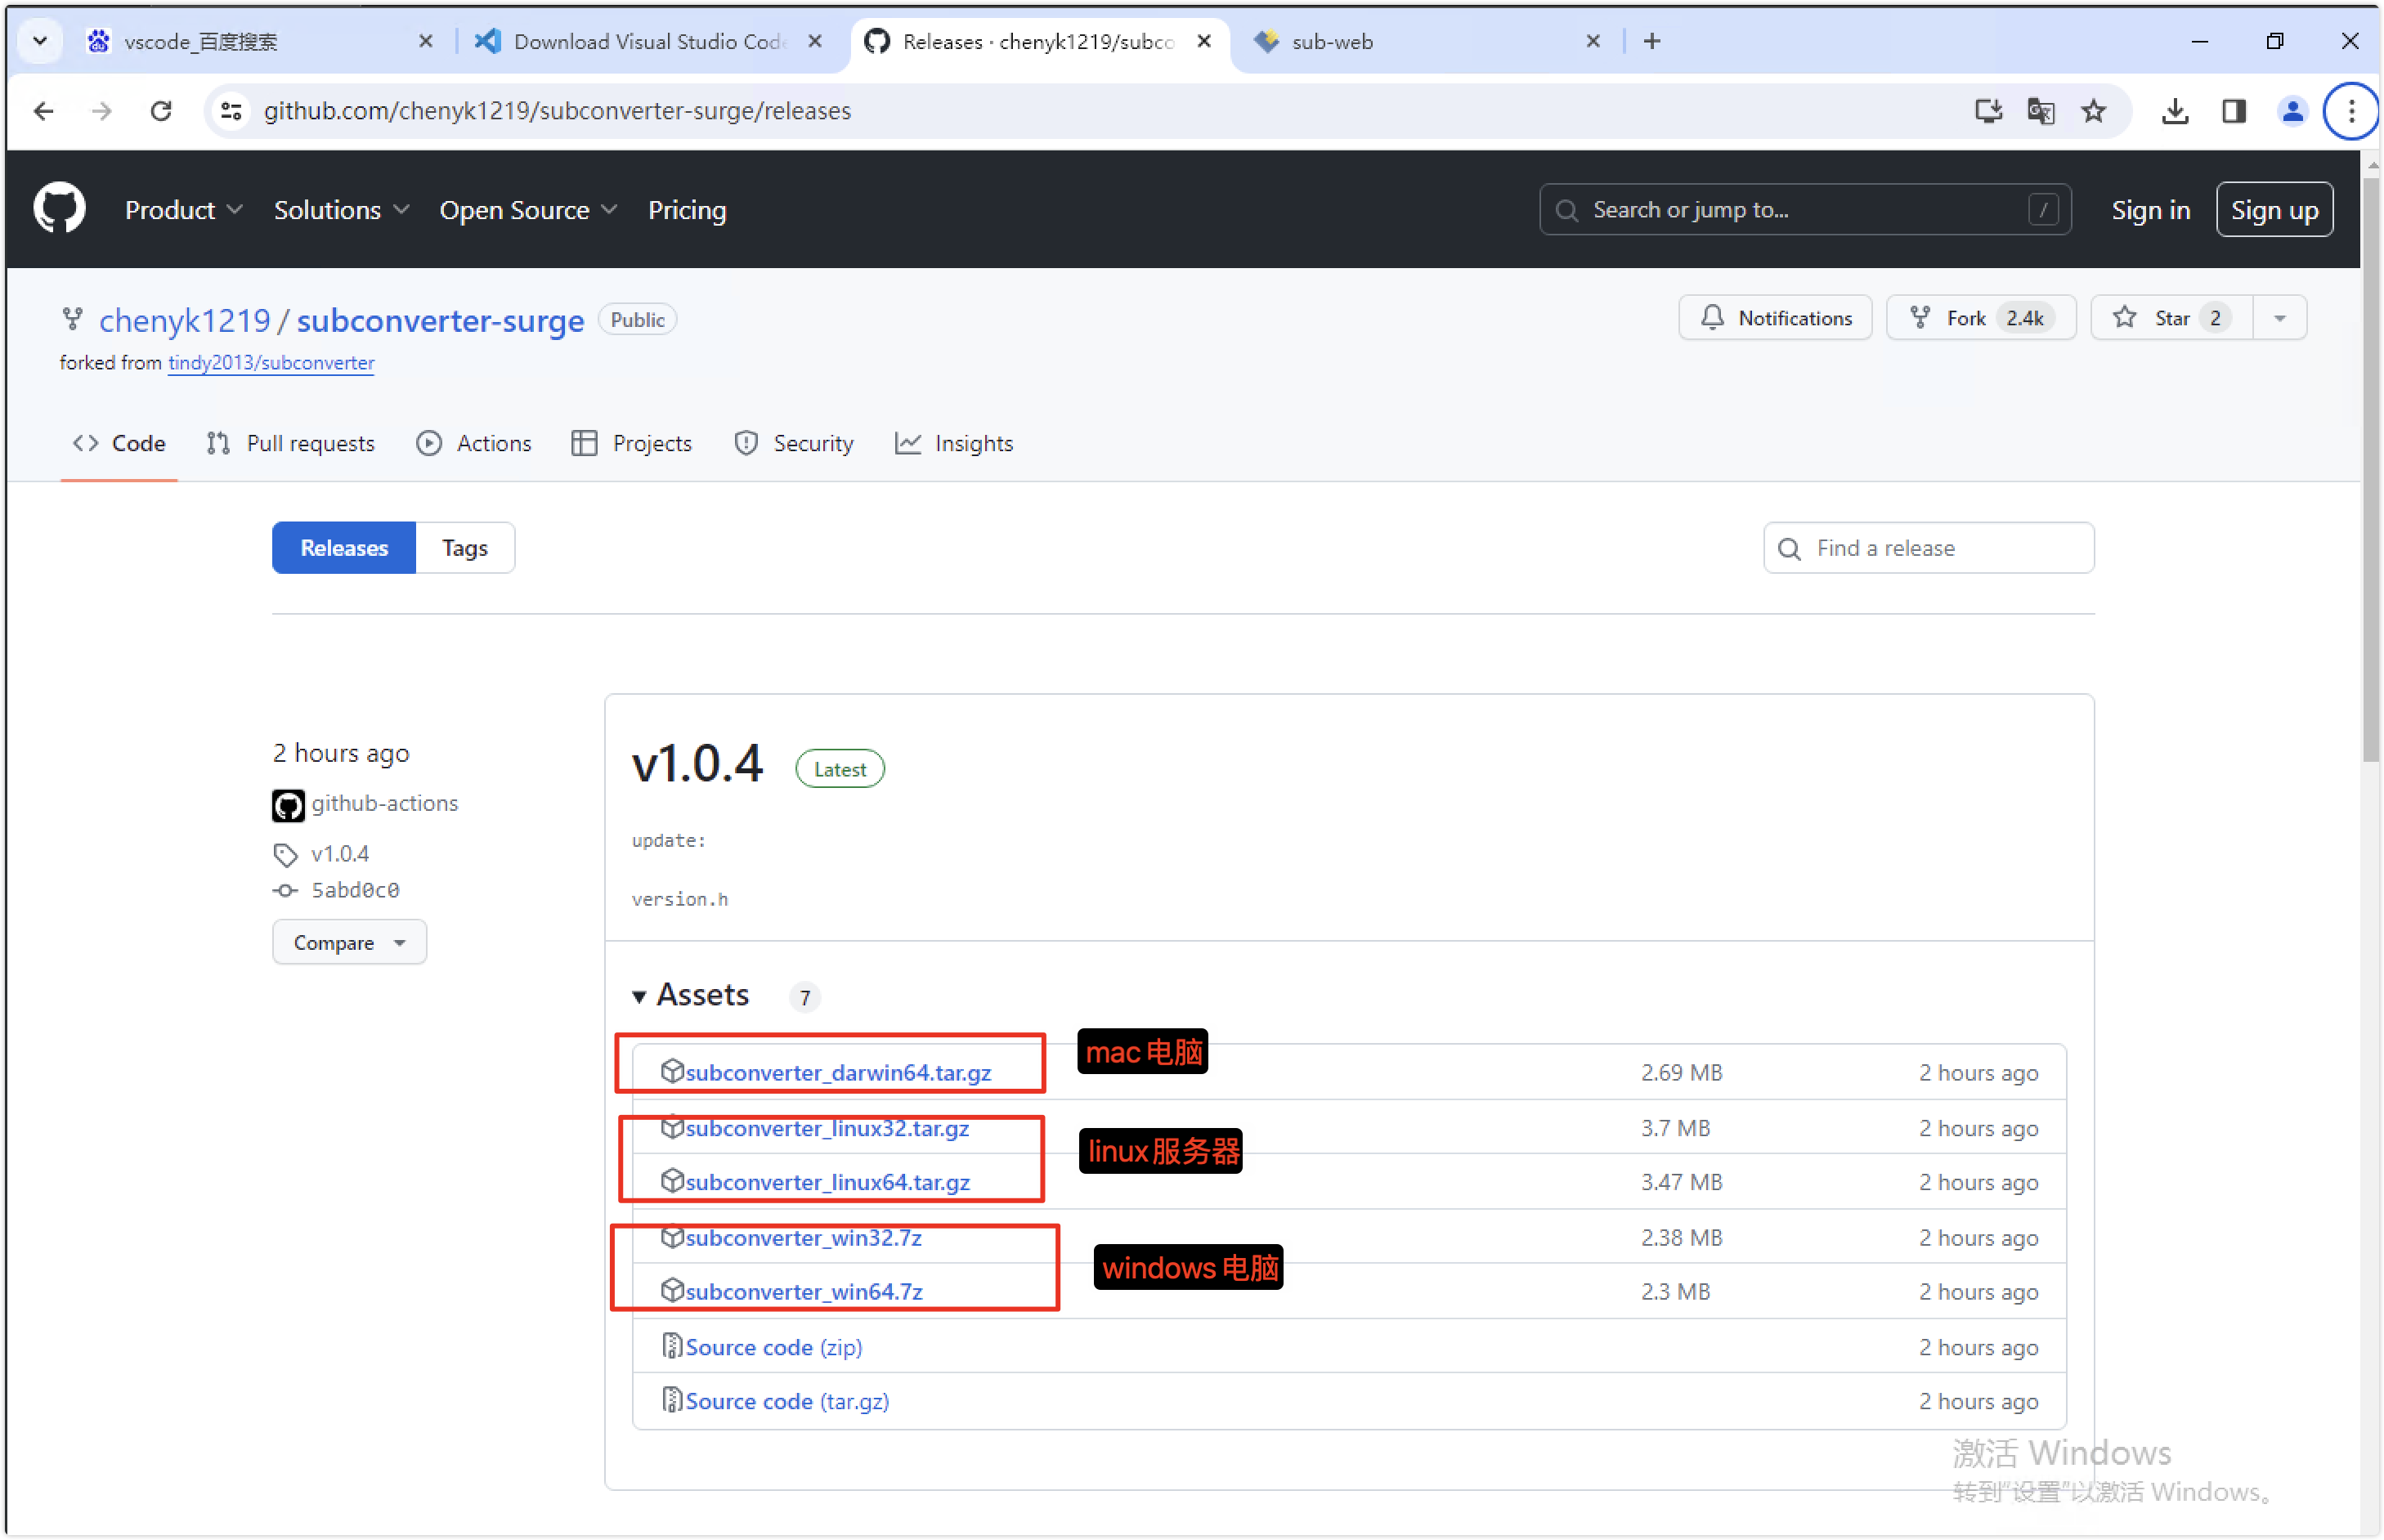 vscode_百度搜索
Download Visual Studio Code
Releases · chenyk1219/subco
sub-web
github.com/chenyk1219/subconverter-surge/releases
Product
Solutions
Open Source
Pricing
Search or jump to...
/
Sign in
Sign up
chenyk1219 / subconverter-surge
Public
Notifications
Fork 2.4k
Star 2
forked from tindy2013/subconverter
Code
Pull requests
Actions
Projects
Security
Insights
Releases
Tags
Find a release
2 hours ago
github-actions
v1.0.4
5abd0c0
Compare
v1.0.4
Latest
update:
version.h
Assets 7
subconverter_darwin64.tar.gz
mac 电脑
2.69 MB
2 hours ago
subconverter_linux32.tar.gz
3.7 MB
2 hours ago
linux服务器
subconverter_linux64.tar.gz
3.47 MB
2 hours ago
subconverter_win32.7z
2.38 MB
2 hours ago
windows 电脑
subconverter_win64.7z
2.3 MB
2 hours ago
Source code (zip)
2 hours ago
Source code (tar.gz)
2 hours ago
激活 Windows
转到“设置”以激活 Windows。